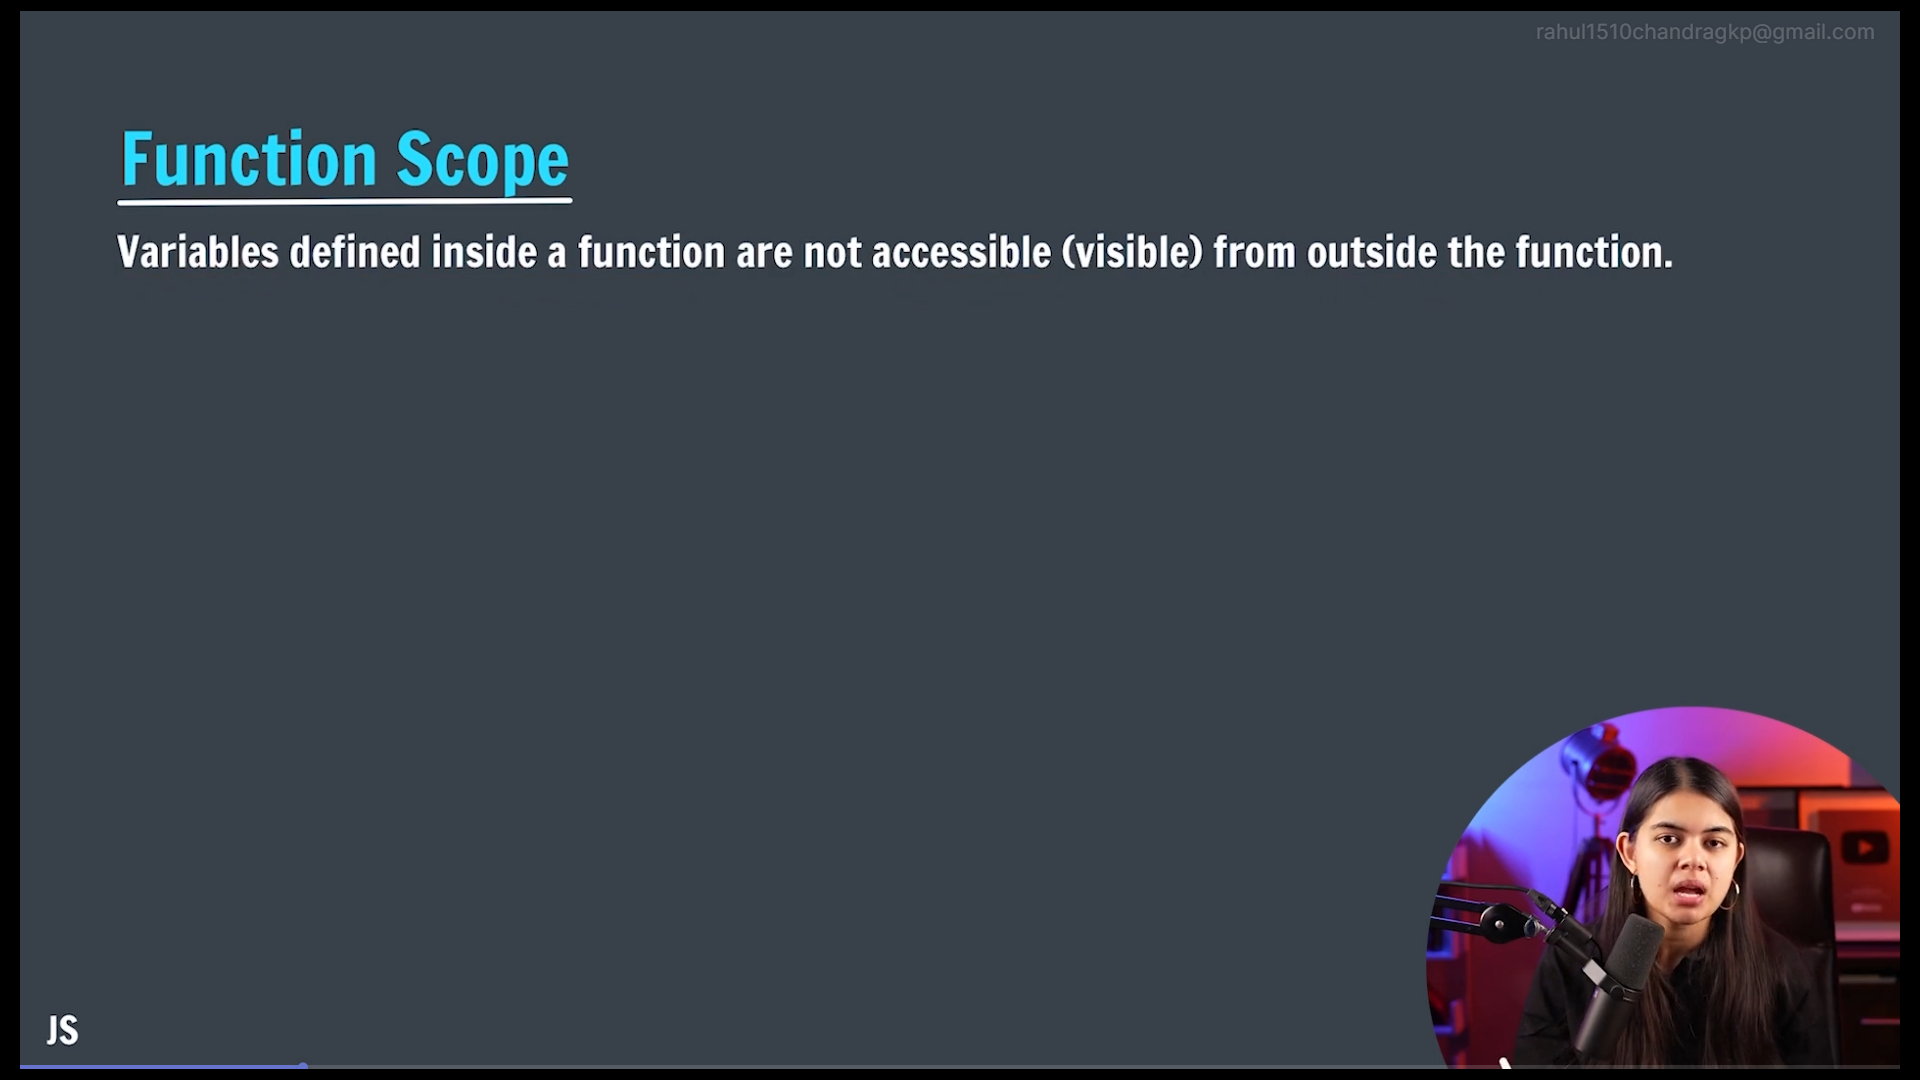 rahul1510chandragkp@gmail.com
Function Scope
Variables defined inside a function are not accessible (visible) from outside the function.
JS